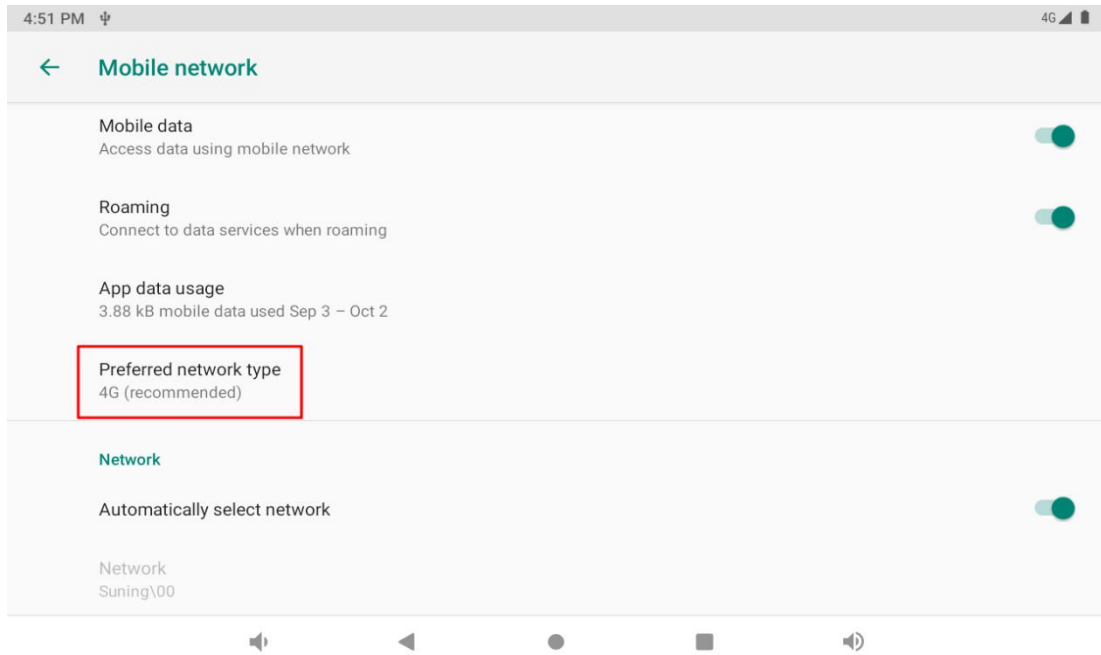 4:51 PM 4G
Mobile network
Mobile data
Access data using mobile network
Roaming
Connect to data services when roaming
App data usage
3.88 kB mobile data used Sep 3 – Oct 2
Preferred network type
4G (recommended)
Network
Automatically select network
Network
Suning\00